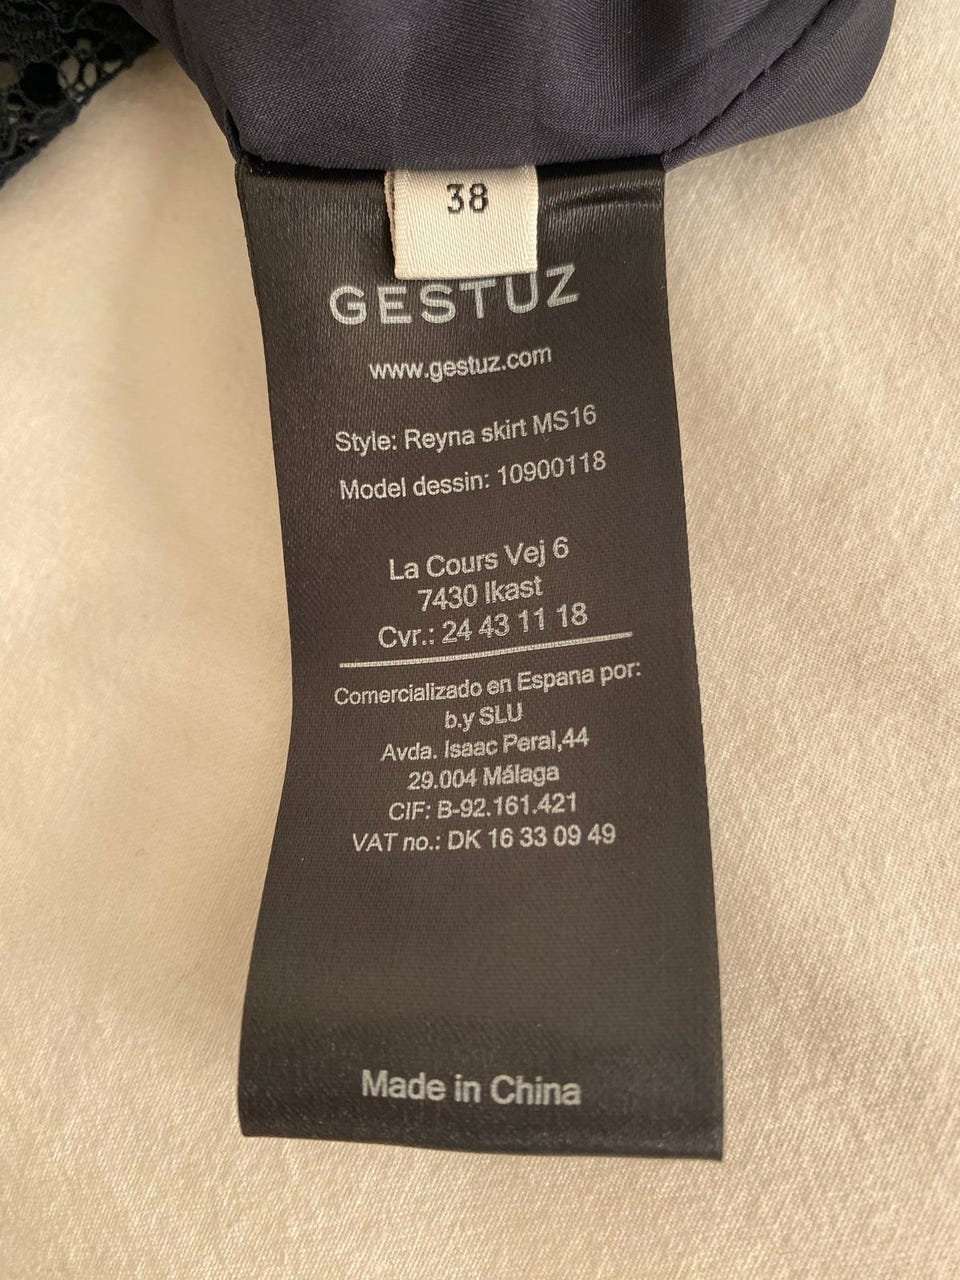 38
GESTUZ
www.gestuz.com
Style: Reyna skirt MS16
Model dessin: 10900118
La Cours Vej 6
7430 Ikast
Cvr.: 24 43 11 18
Comercializado en Espana por:
b.y SLU
Avda. Isaac Peral,44
29.004 Málaga
CIF: B-92.161.421
VAT no.: DK 16 33 09 49
Made in China